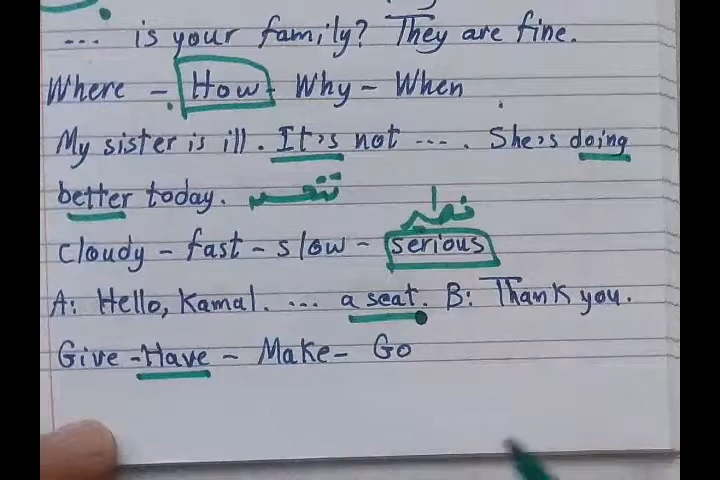 ... is your family? They are fine.
Where - How - Why - When
My sister is ill. It's not .... She's doing
better today. تتحسن
cloudy - fast - slow - serious
A: Hello, Kamal. ... a seat. B: Thank you.
Give - Have - Make - Go